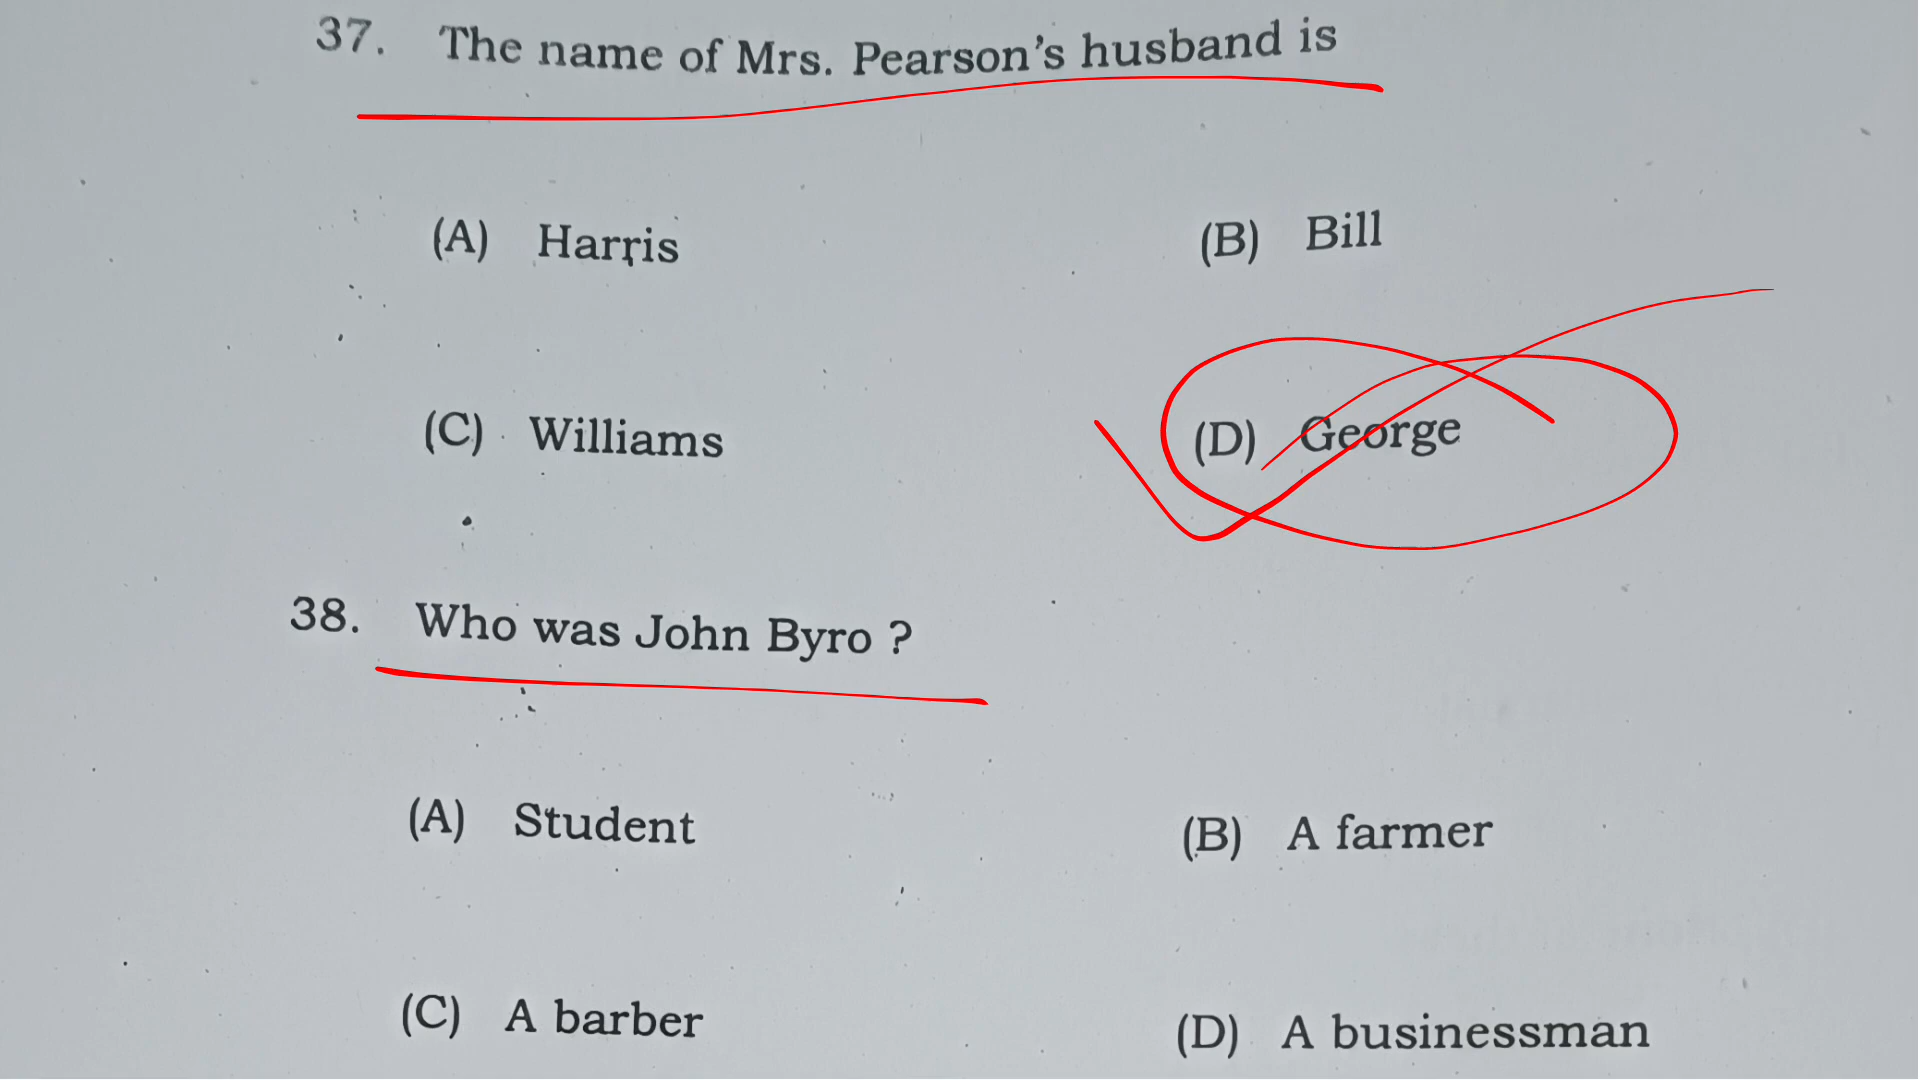 37. The name of Mrs. Pearson's husband is
(A) Harris (B) Bill
(C) Williams (D) George
38. Who was John Byro ?
(A) Student (B) A farmer
(C) A barber (D) A businessman